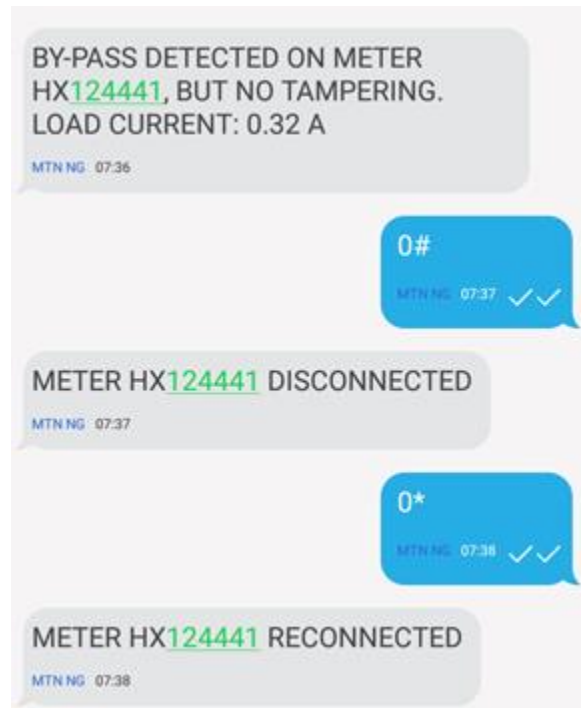 BY-PASS DETECTED ON METER
HX124441, BUT NO TAMPERING.
LOAD CURRENT: 0.32 A
MTN NG 07:36
0#
MTN NG 07:37
METER HX124441 DISCONNECTED
MTN NG 07:37
0*
MTN NG 07:38
METER HX124441 RECONNECTED
MTN NG 07:38